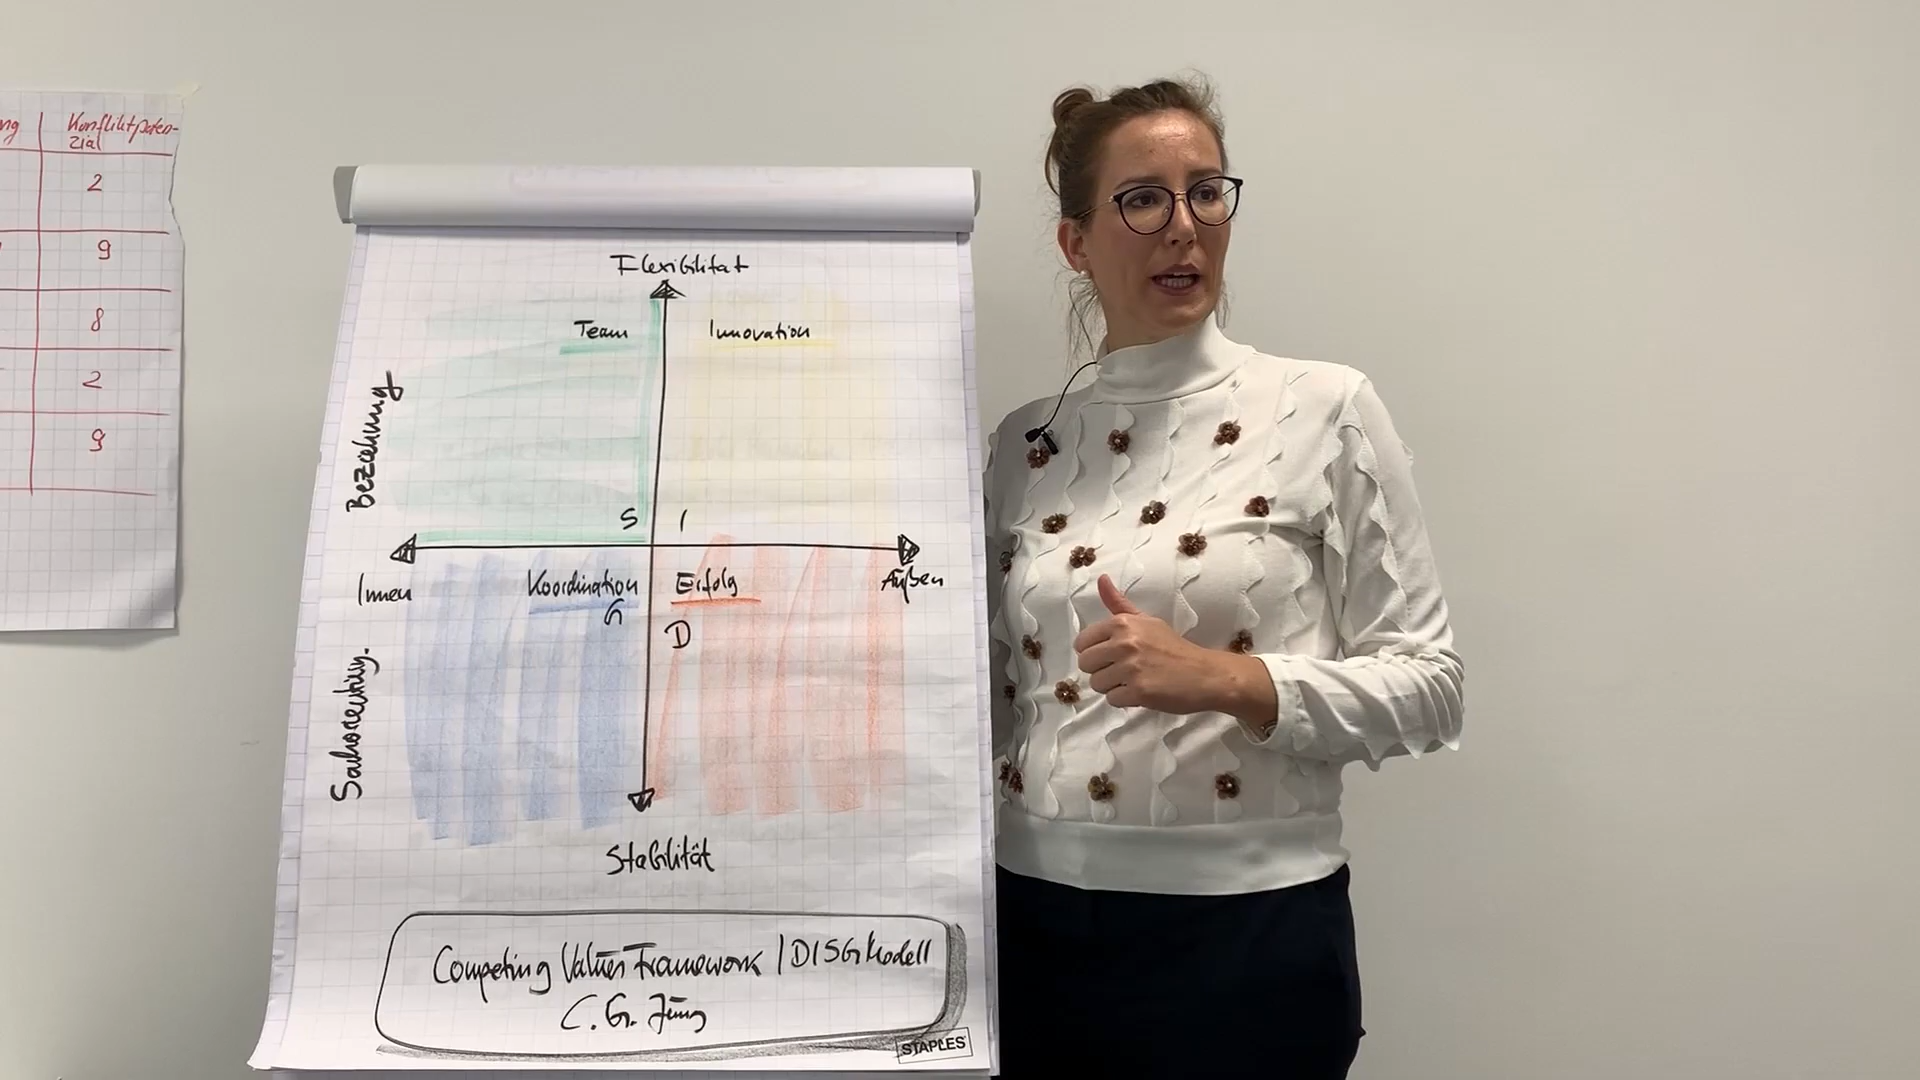 ng
Konfliktpoten-
zial
2
9
8
2
9
Flexibilität
Team
Innovation
Beziehung
S
I
Innen
Koordination
Erfolg
Außen
G
D
Stabilität
Competing Values Framework / DISG Modell
C. G. Jung
STAPLES